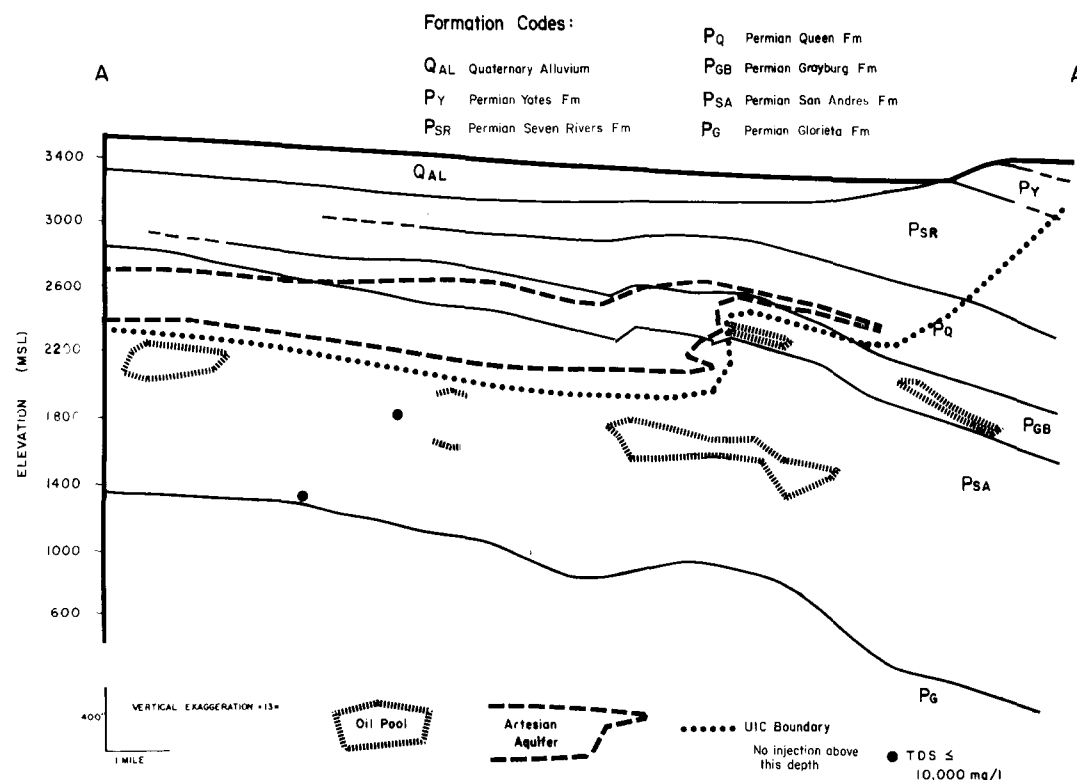 Formation Codes:
QAL Quaternary Alluvium
PY Permian Yates Fm
PSR Permian Seven Rivers Fm
PQ Permian Queen Fm
PGB Permian Grayburg Fm
PSA Permian San Andres Fm
PG Permian Glorieta Fm
A
A
ELEVATION (MSL)
3400
3000
2600
2200
1800
1400
1000
600
QAL
PY
PSR
PQ
PGB
PSA
PG
400'
1 MILE
VERTICAL EXAGGERATION =13=
Oil Pool
Artesian
Aquifer
UIC Boundary
No injection above
this depth
TDS ≤
10,000 mg/l